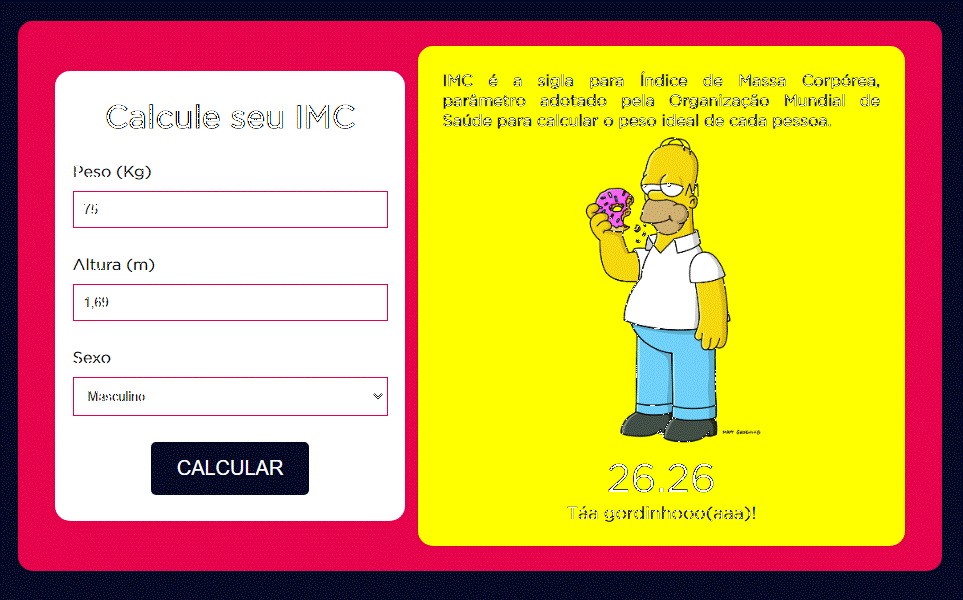 Calcule seu IMC
Peso (Kg)
75
Altura (m)
1,69
Sexo
Masculino
CALCULAR
IMC é a sigla para Índice de Massa Corpórea,
parâmetro adotado pela Organização Mundial de
Saúde para calcular o peso ideal de cada pessoa.
26.26
Táa gordinhooo(aaa)!